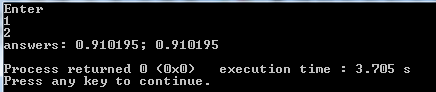 Enter
1
2
answers: 0.910195; 0.910195
Process returned 0 (0x0)   execution time : 3.705 s
Press any key to continue.